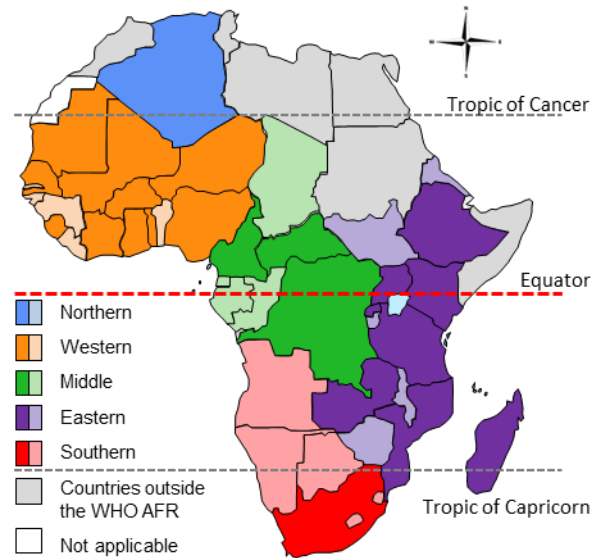 N
W
E
S
Tropic of Cancer
Equator
Northern
Western
Middle
Eastern
Southern
Countries outside
the WHO AFR
Not applicable
Tropic of Capricorn